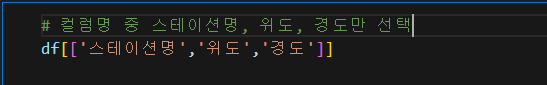 # 컬럼명 중 스테이션명, 위도, 경도만 선택
df[['스테이션명','위도','경도']]